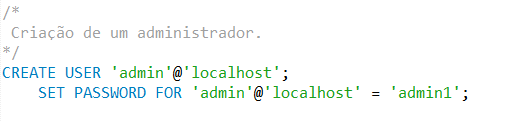 /*
Criação de um administrador.
*/
CREATE USER 'admin'@'localhost';
SET PASSWORD FOR 'admin'@'localhost' = 'admin1';